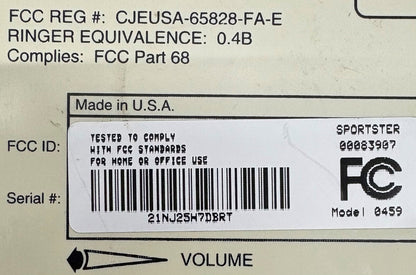 FCC REG #: CJEUSA-65828-FA-E
RINGER EQUIVALENCE: 0.4B
Complies: FCC Part 68
Made in U.S.A.
FCC ID:
TESTED TO COMPLY
WITH FCC STANDARDS
FOR HOME OR OFFICE USE
SPORTSTER
00083907
FC
Model 0459
Serial #:
21NJ25H7DBRT
VOLUME